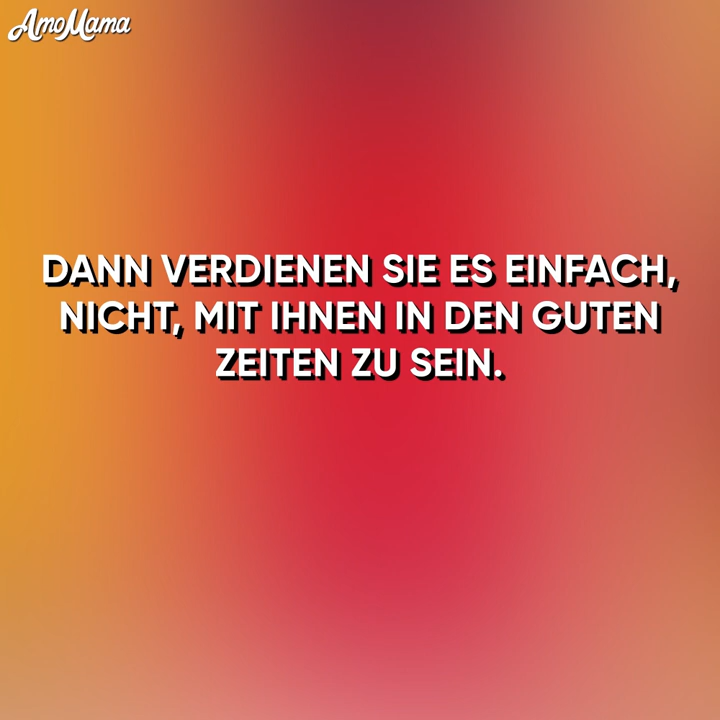 AmoMama
DANN VERDIENEN SIE ES EINFACH,
NICHT, MIT IHNEN IN DEN GUTEN
ZEITEN ZU SEIN.